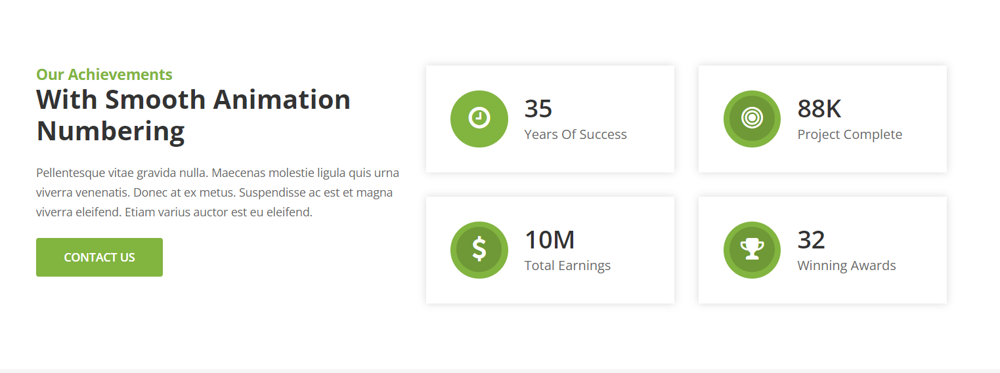 Our Achievements
With Smooth Animation
Numbering
Pellentesque vitae gravida nulla. Maecenas molestie ligula quis urna
viverra venenatis. Donec at ex metus. Suspendisse ac est et magna
viverra eleifend. Etiam varius auctor est eu eleifend.
CONTACT US
35
Years Of Success
88K
Project Complete
$
10M
Total Earnings
32
Winning Awards